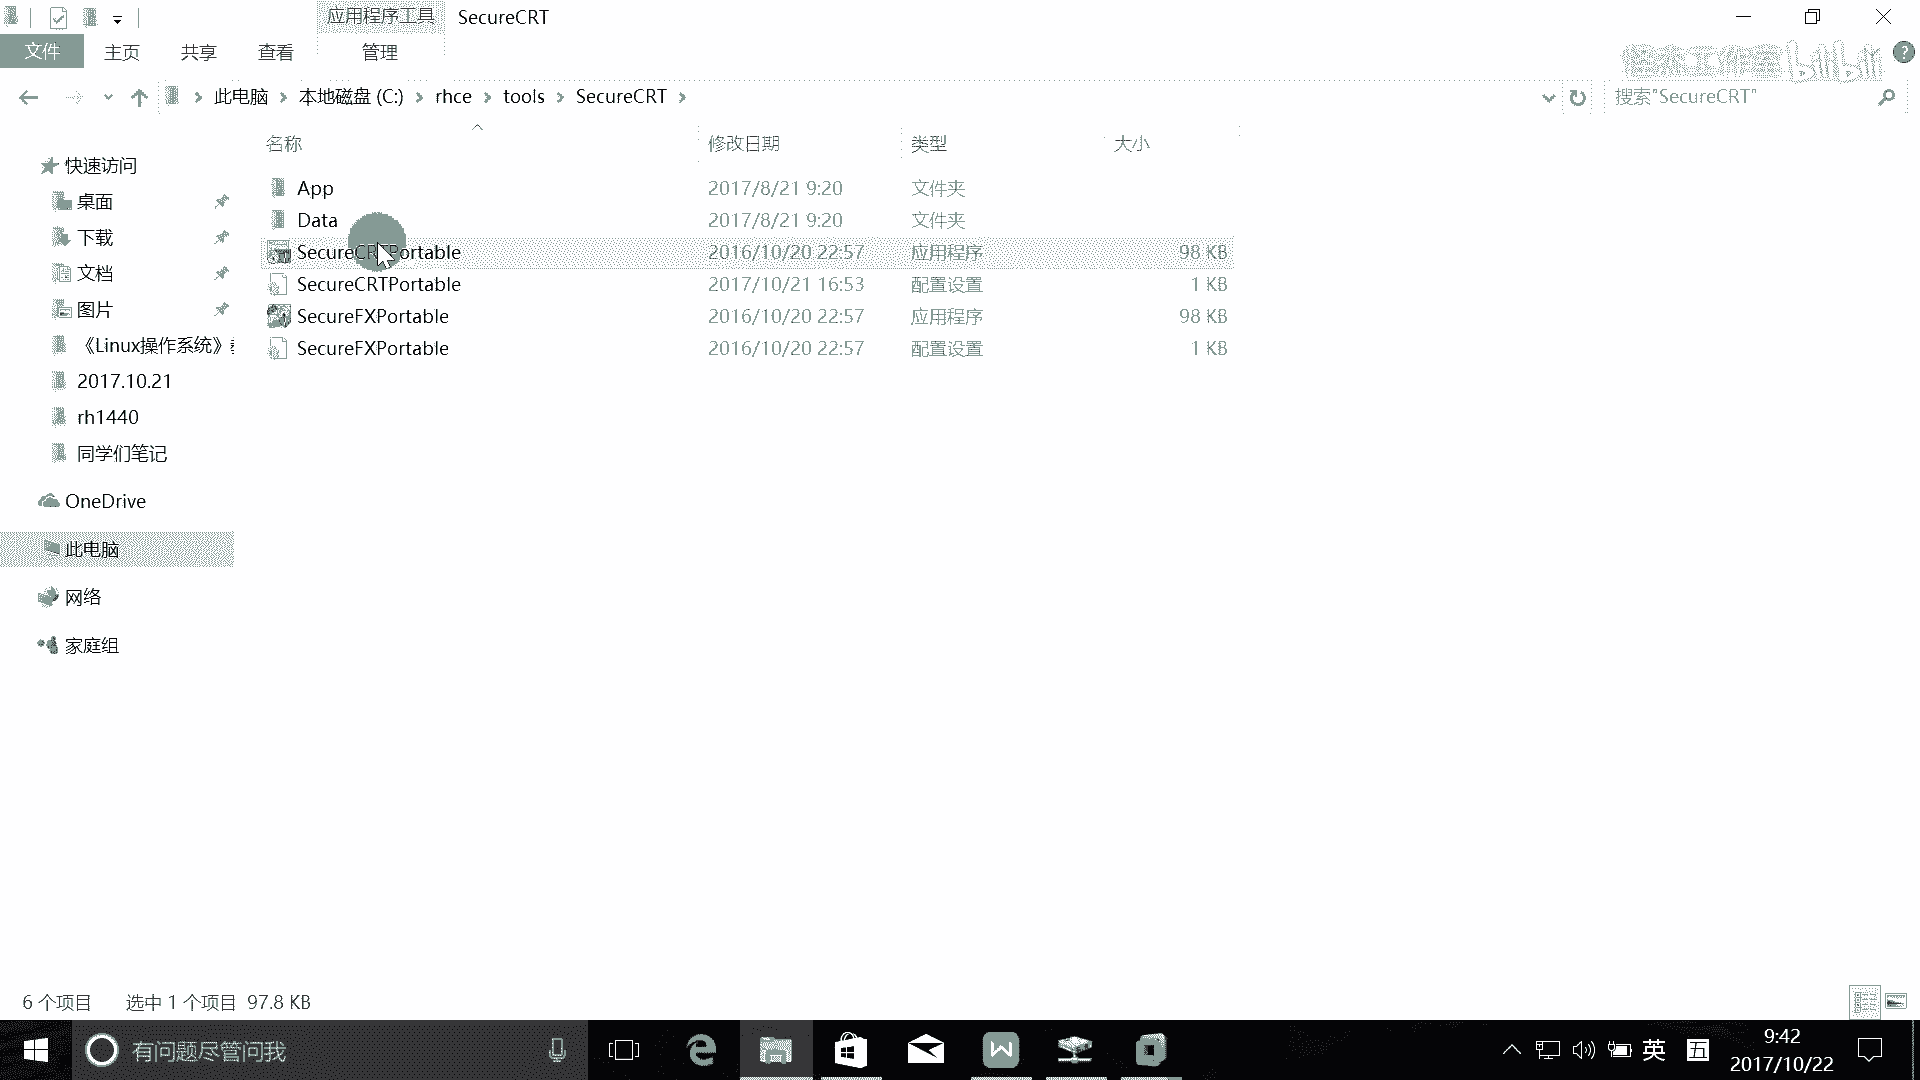 应用程序工具 SecureCRT
文件 主页 共享 查看 管理
bilibili
此电脑 本地磁盘 (C:) rhce tools SecureCRT 搜索"SecureCRT"
名称 修改日期 类型 大小
快速访问
桌面
下载
文档
图片
《Linux操作系统》
2017.10.21
rh1440
同学们笔记
OneDrive
此电脑
网络
家庭组
App 2017/8/21 9:20 文件夹
Data 2017/8/21 9:20 文件夹
SecureCRTPortable 2016/10/20 22:57 应用程序 98 KB
SecureCRTPortable 2017/10/21 16:53 配置设置 1 KB
SecureFXPortable 2016/10/20 22:57 应用程序 98 KB
SecureFXPortable 2016/10/20 22:57 配置设置 1 KB
6 个项目 选中 1 个项目 97.8 KB
有问题尽管问我
英 五
9:42
2017/10/22